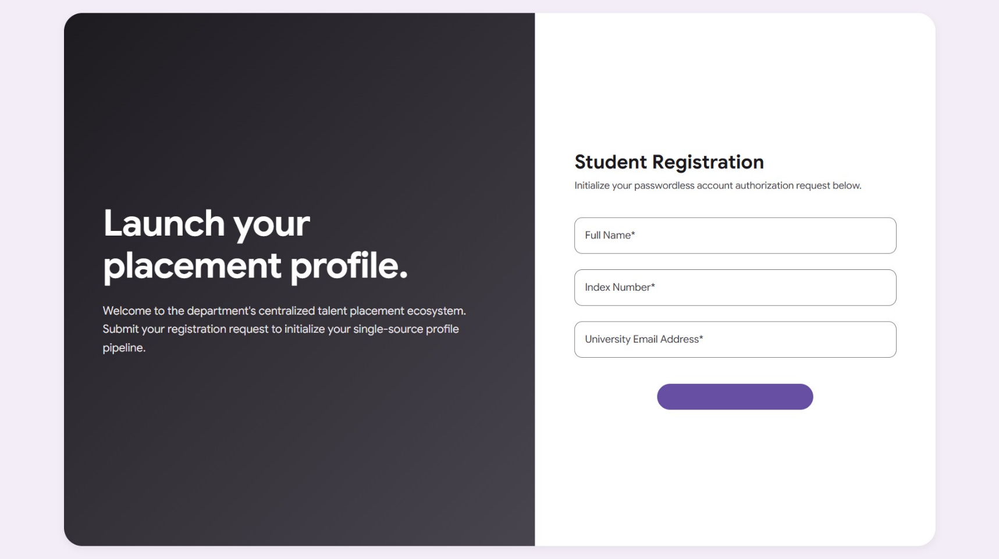 Launch your
placement profile.
Welcome to the department's centralized talent placement ecosystem.
Submit your registration request to initialize your single-source profile
pipeline.
Student Registration
Initialize your passwordless account authorization request below.
Full Name*
Index Number*
University Email Address*